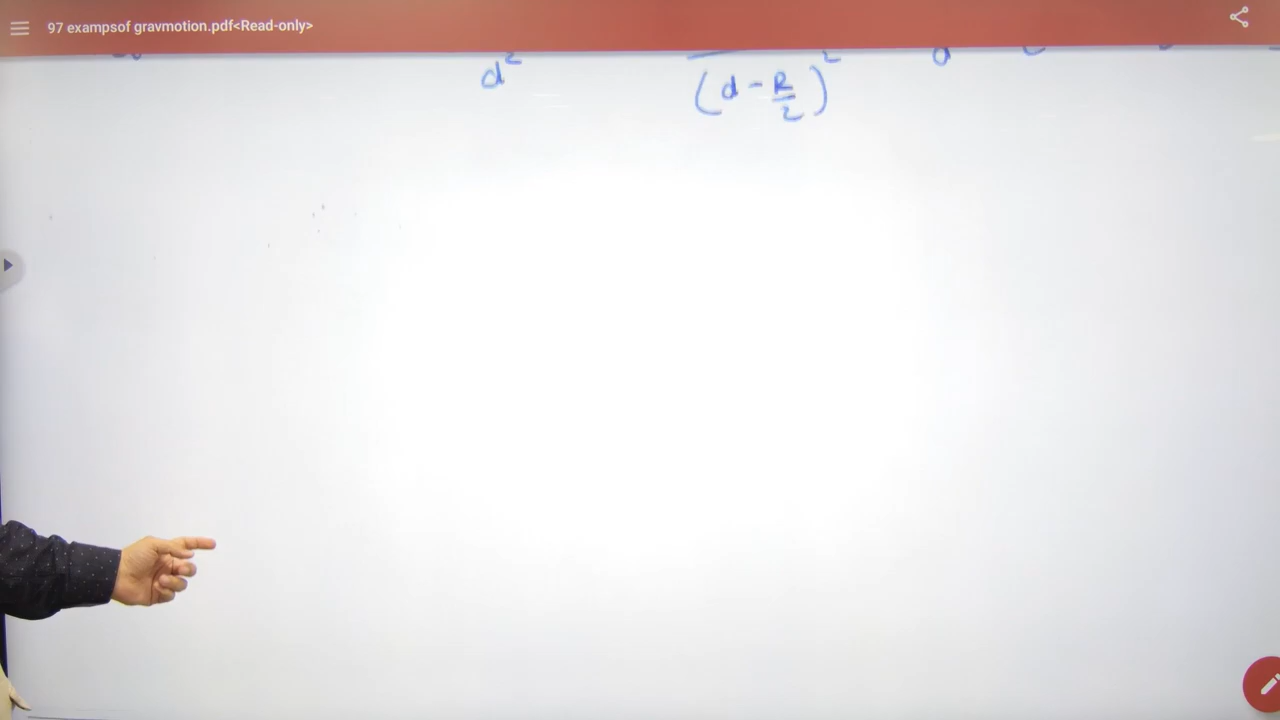 97 exampsof gravmotion.pdf<Read-only>
d² (d - R/2)²